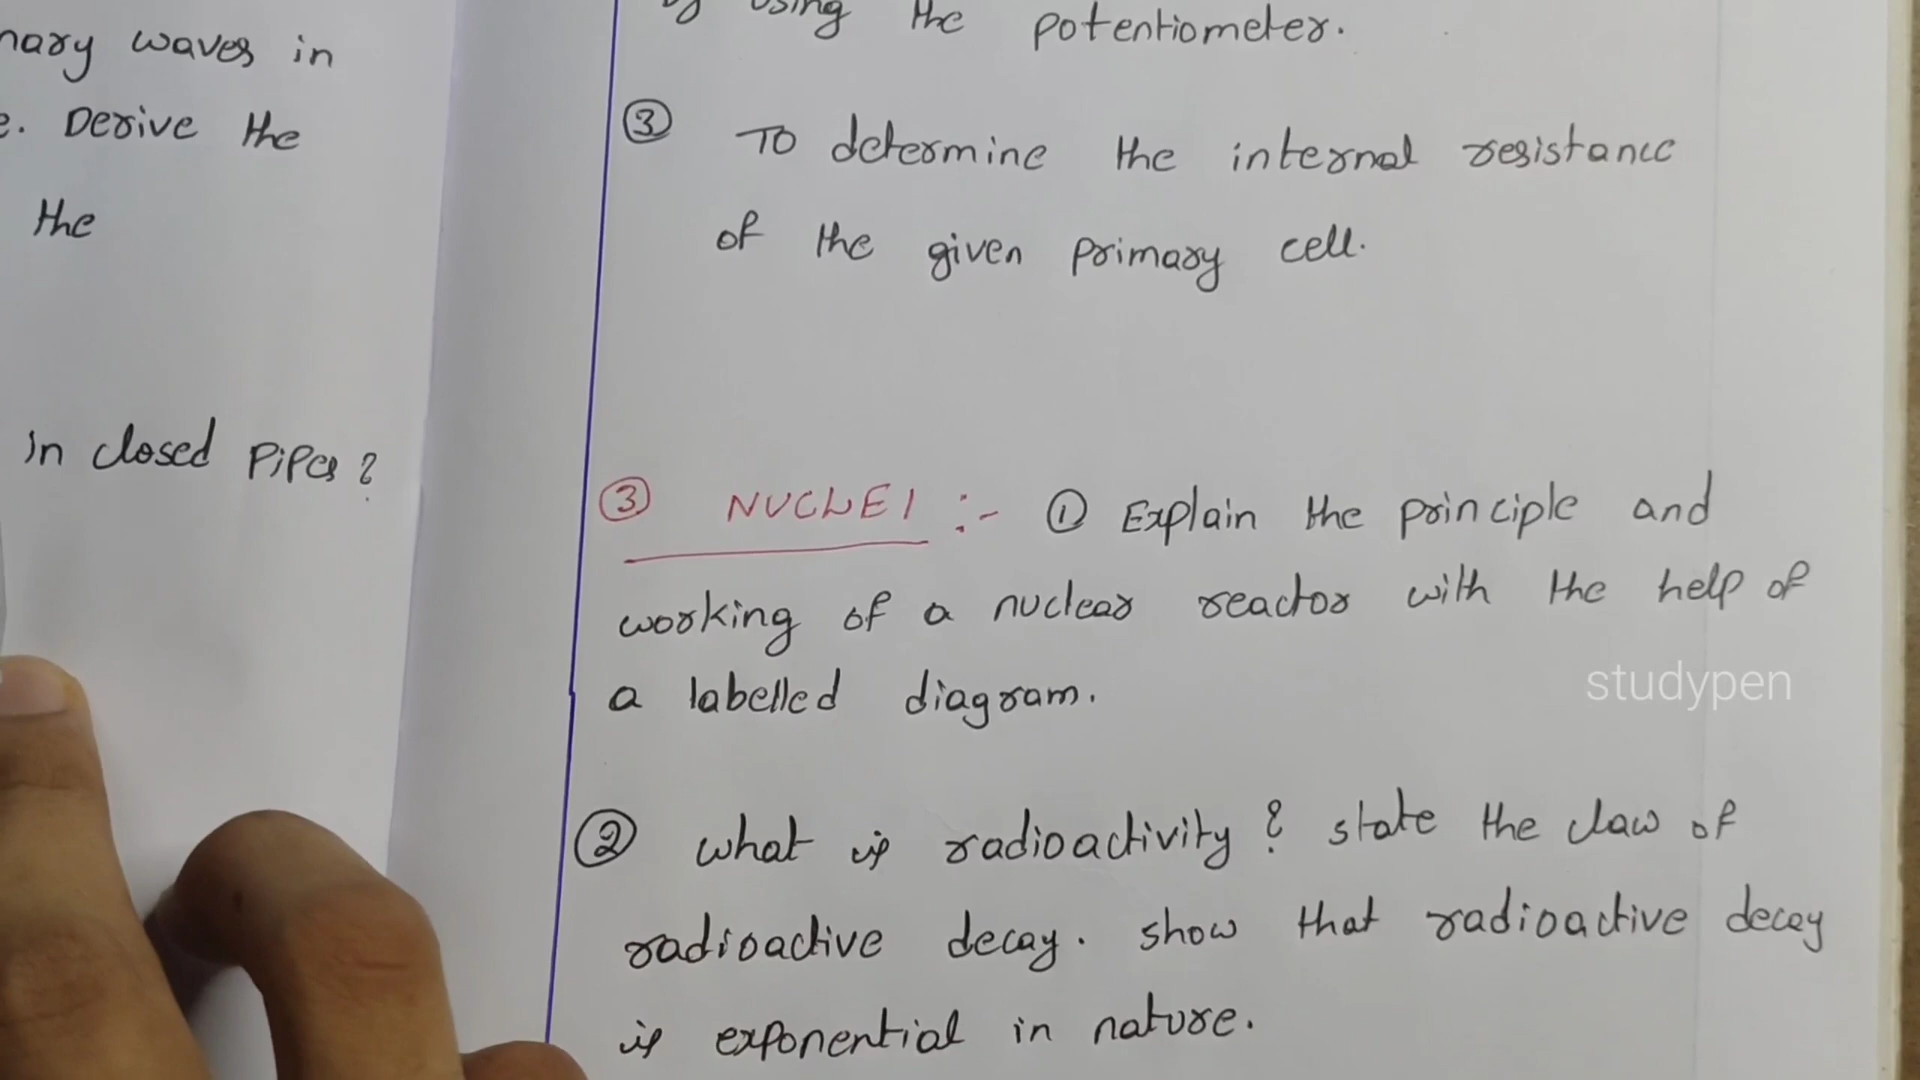 waves in
Derive the
the
in closed Pipes?
using the potentiometer.
③ To determine the internal resistance
of the given primary cell.
③ NUCLEI :- ① Explain the principle and
working of a nuclear reactor with the help of
a labelled diagram.
studypen
② what is radioactivity? state the law of
radioactive decay. show that radioactive decay
is exponential in nature.